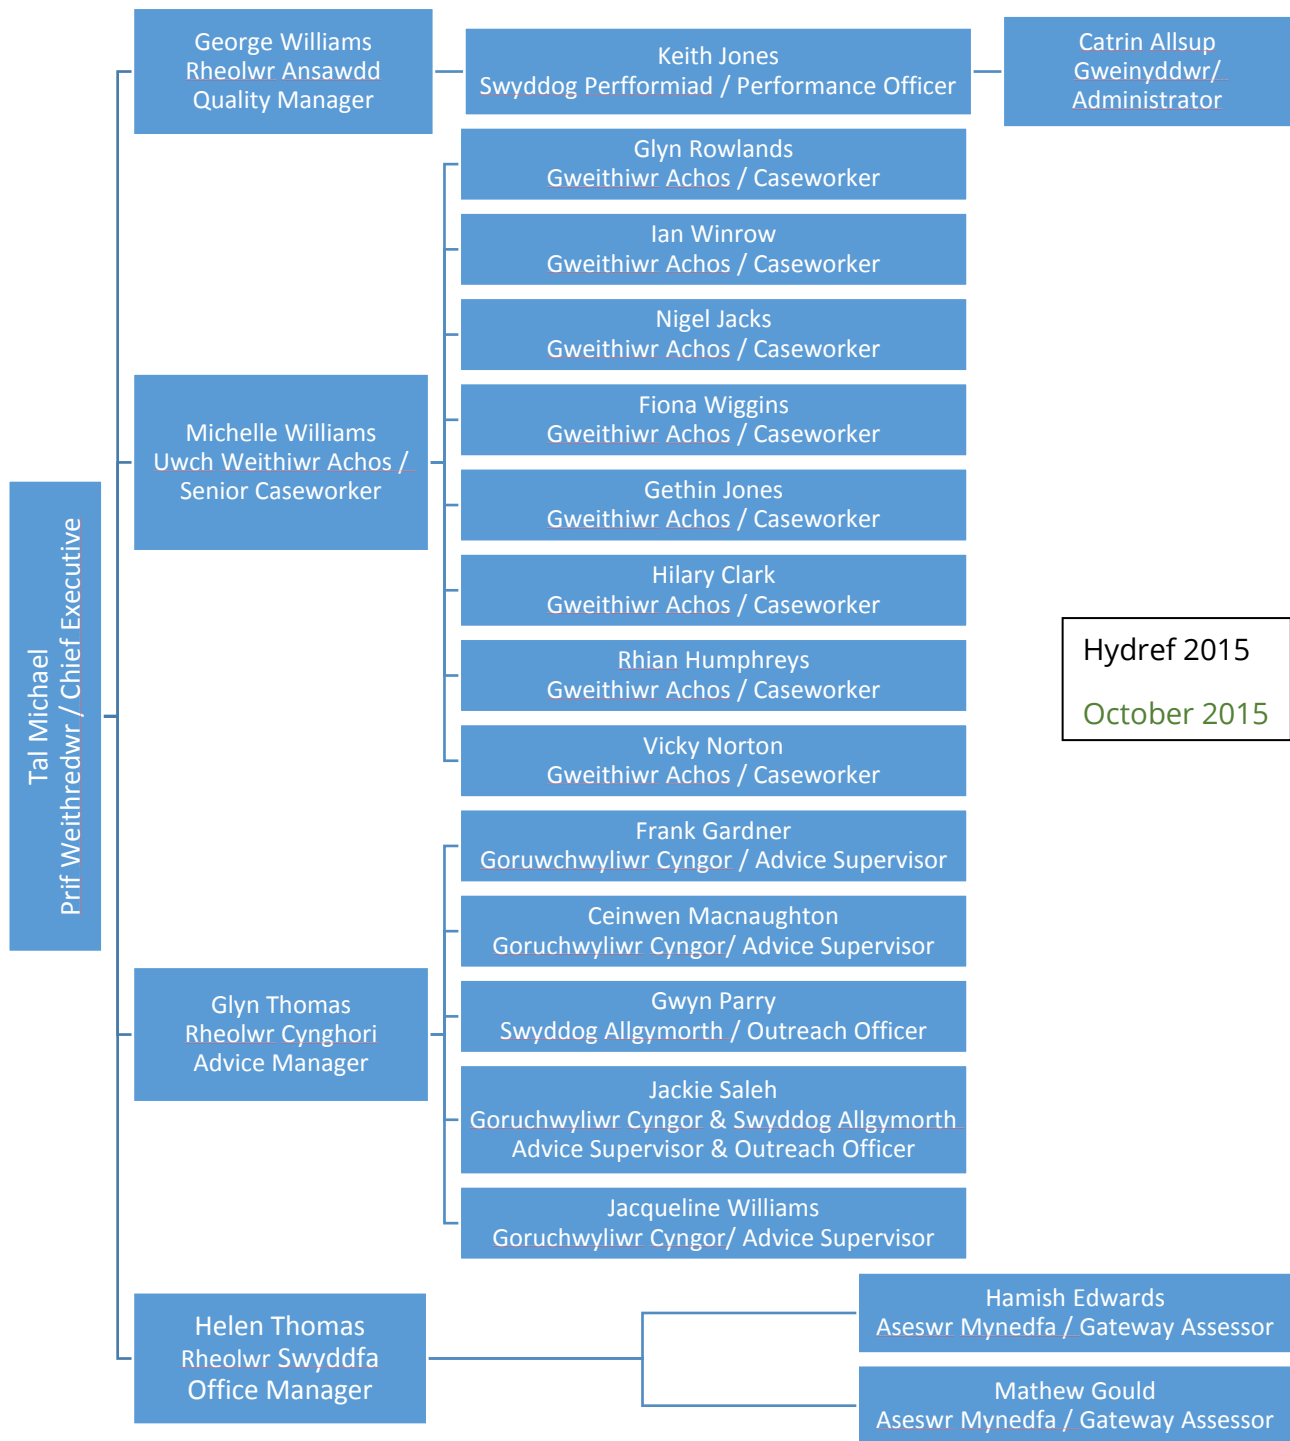 George Williams
Rheolwr Ansawdd
Quality Manager
Keith Jones
Swyddog Perfformiad / Performance Officer
Catrin Allsup
Gweinyddwr/
Administrator
Glyn Rowlands
Gweithiwr Achos / Caseworker
Ian Winrow
Gweithiwr Achos / Caseworker
Nigel Jacks
Gweithiwr Achos / Caseworker
Michelle Williams
Uwch Weithiwr Achos /
Senior Caseworker
Fiona Wiggins
Gweithiwr Achos / Caseworker
Gethin Jones
Gweithiwr Achos / Caseworker
Hilary Clark
Gweithiwr Achos / Caseworker
Rhian Humphreys
Gweithiwr Achos / Caseworker
Vicky Norton
Gweithiwr Achos / Caseworker
Hydref 2015
October 2015
Tal Michael
Prif Weithredwr / Chief Executive
Frank Gardner
Goruwchwyliwr Cyngor / Advice Supervisor
Ceinwen Macnaughton
Goruchwyliwr Cyngor/ Advice Supervisor
Glyn Thomas
Rheolwr Cynghori
Advice Manager
Gwyn Parry
Swyddog Allgymorth / Outreach Officer
Jackie Saleh
Goruchwyliwr Cyngor & Swyddog Allgymorth
Advice Supervisor & Outreach Officer
Jacqueline Williams
Goruchwyliwr Cyngor/ Advice Supervisor
Helen Thomas
Rheolwr Swyddfa
Office Manager
Hamish Edwards
Aseswr Mynedfa / Gateway Assessor
Mathew Gould
Aseswr Mynedfa / Gateway Assessor